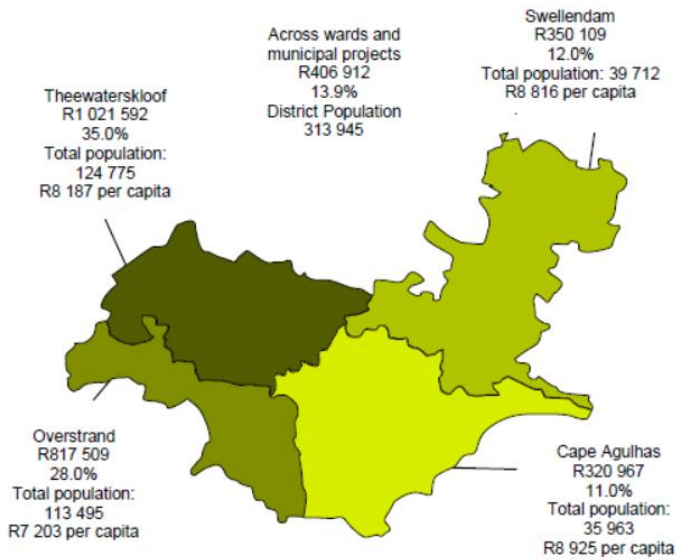 Swellendam
R350 109
12.0%
Total population: 39 712
R8 816 per capita
Across wards and
municipal projects
R406 912
13.9%
District Population
313 945
Theewaterskloof
R1 021 592
35.0%
Total population:
124 775
R8 187 per capita
Overstrand
R817 509
28.0%
Total population:
113 495
R7 203 per capita
Cape Agulhas
R320 967
11.0%
Total population:
35 963
R8 925 per capita